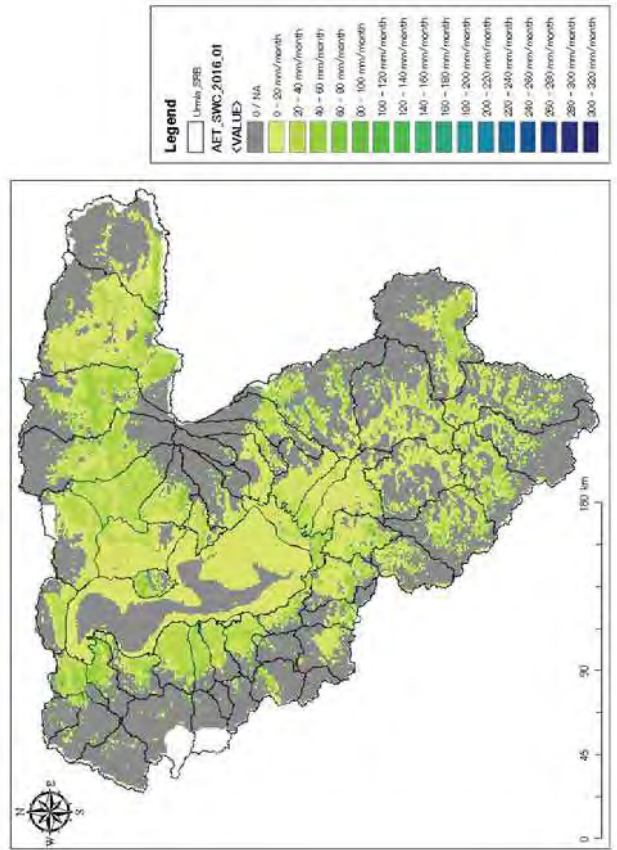 N
W E
S
Legend
Urmia_SRB
AET_SWC_2016_01
<VALUE>
0 / NA
0 - 20 mm/month
20 - 40 mm/month
40 - 60 mm/month
60 - 80 mm/month
80 - 100 mm/month
100 - 120 mm/month
120 - 140 mm/month
140 - 160 mm/month
160 - 180 mm/month
180 - 200 mm/month
200 - 220 mm/month
220 - 240 mm/month
240 - 260 mm/month
260 - 280 mm/month
280 - 300 mm/month
300 - 320 mm/month
0 45 90 180 km